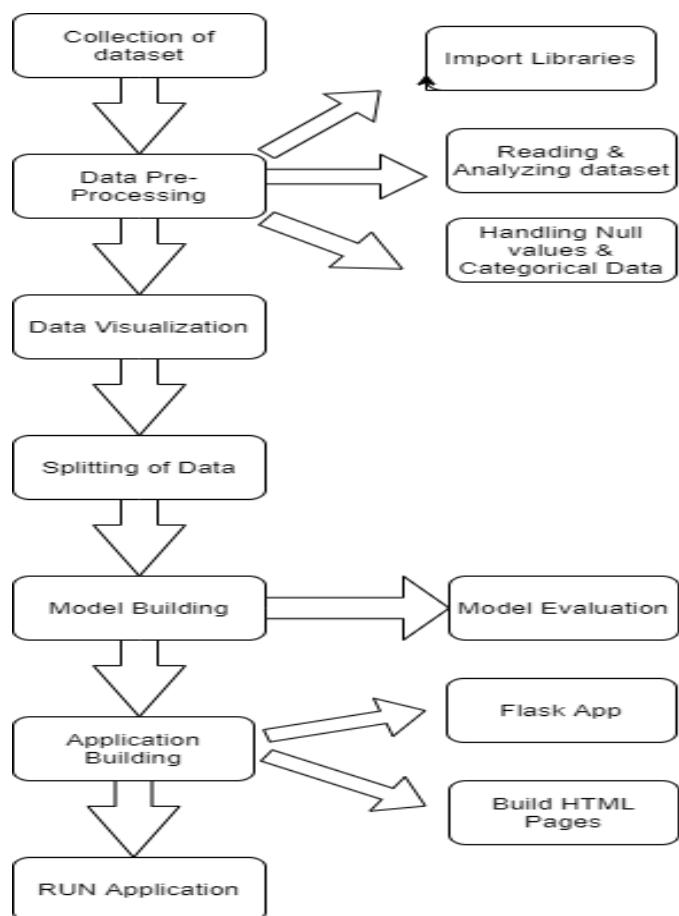 Collection of
dataset
Import Libraries
Data Pre-
Processing
Reading &
Analyzing dataset
Handling Null
values &
Categorical Data
Data Visualization
Splitting of Data
Model Building
Model Evaluation
Application
Building
Flask App
Build HTML
Pages
RUN Application